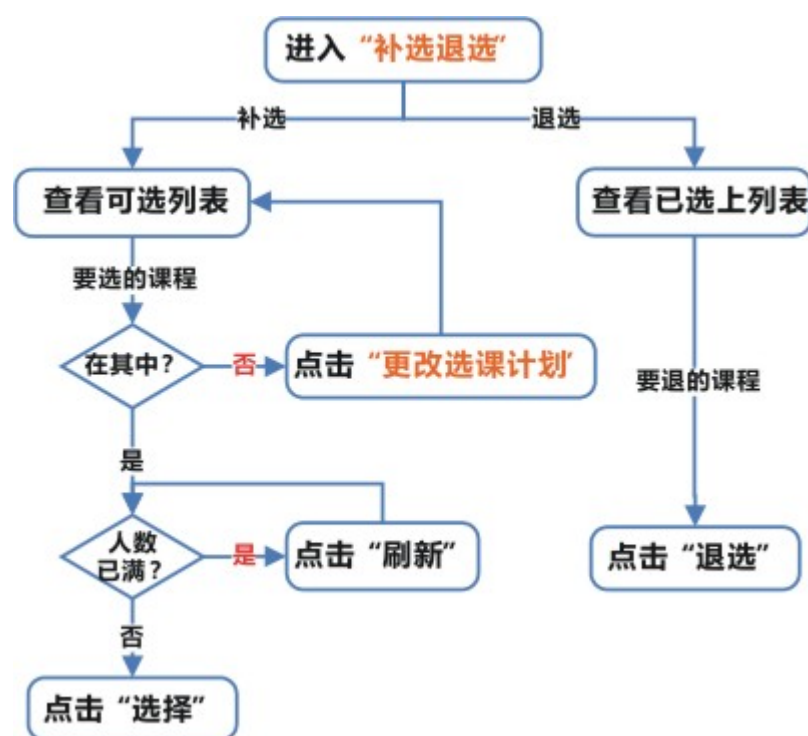 进入“补选退选”
补选
退选
查看可选列表
查看已选上列表
要选的课程
在其中?
否
点击“更改选课计划”
要退的课程
是
人数
已满?
是
点击“刷新”
点击“退选”
否
点击“选择”